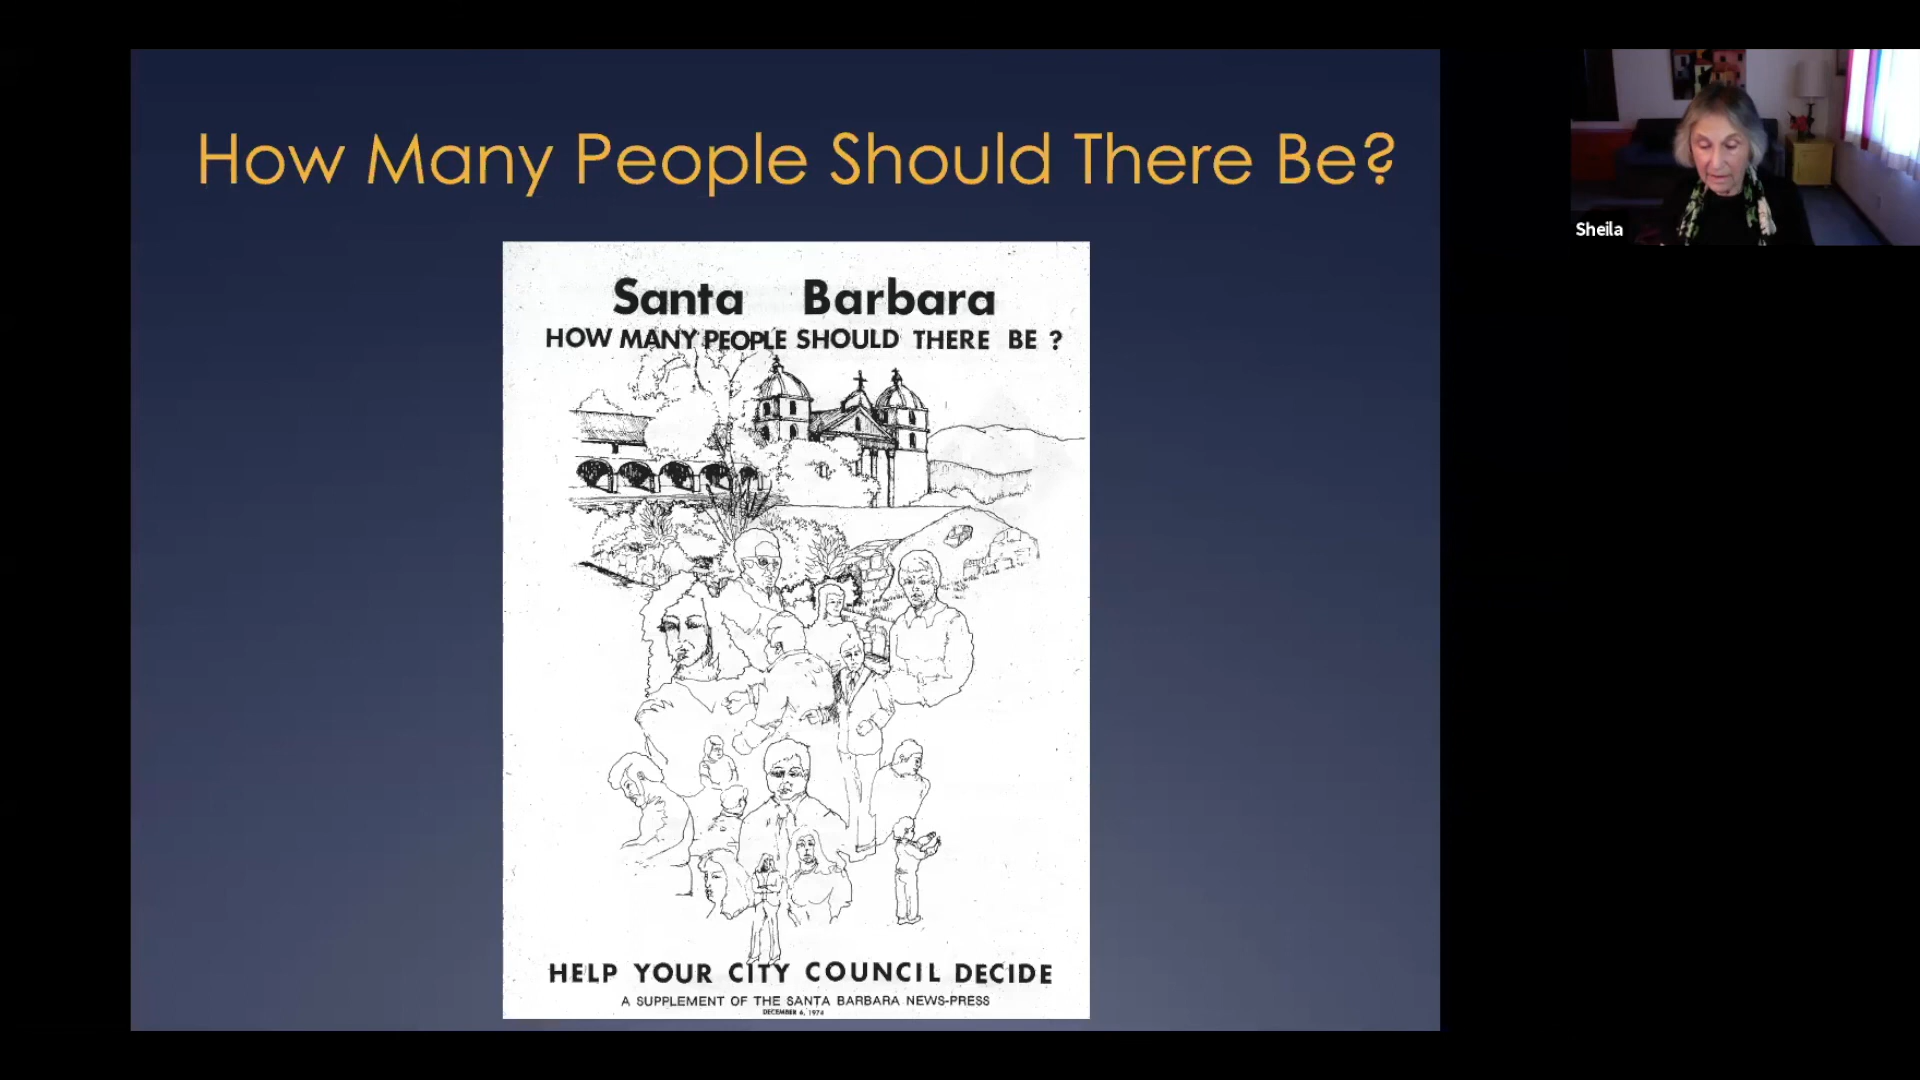 How Many People Should There Be?
Santa Barbara
HOW MANY PEOPLE SHOULD THERE BE ?
HELP YOUR CITY COUNCIL DECIDE
A SUPPLEMENT OF THE SANTA BARBARA NEWS-PRESS
DECEMBER 6, 1974
Sheila